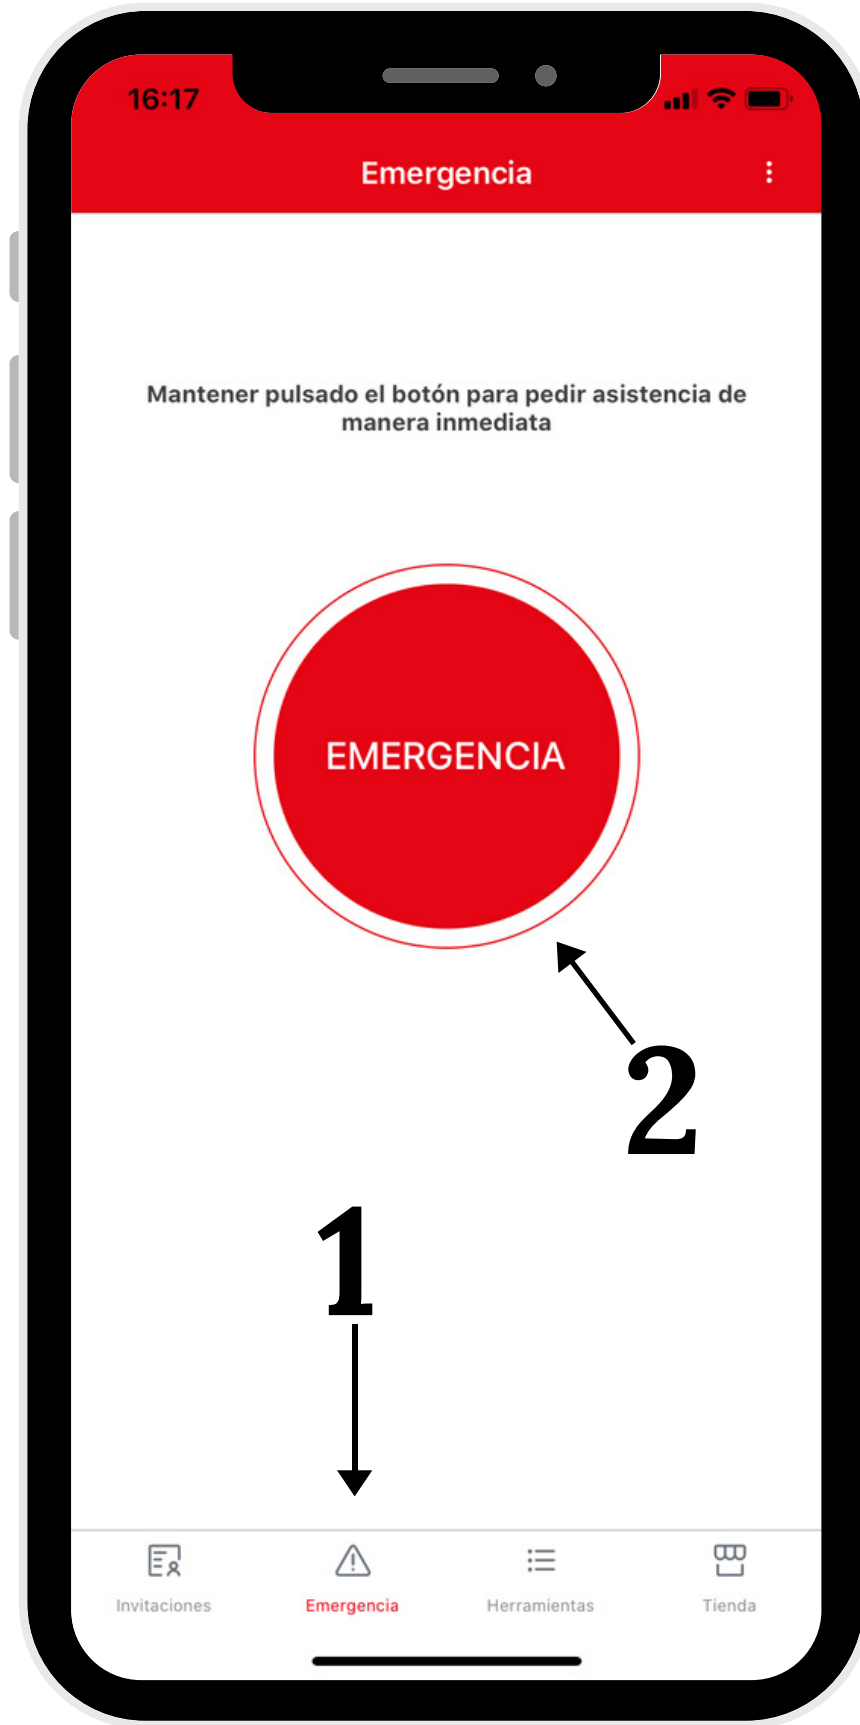 16:17
Emergencia
Mantener pulsado el botón para pedir asistencia de
manera inmediata
EMERGENCIA
2
1
Invitaciones
Emergencia
Herramientas
Tienda